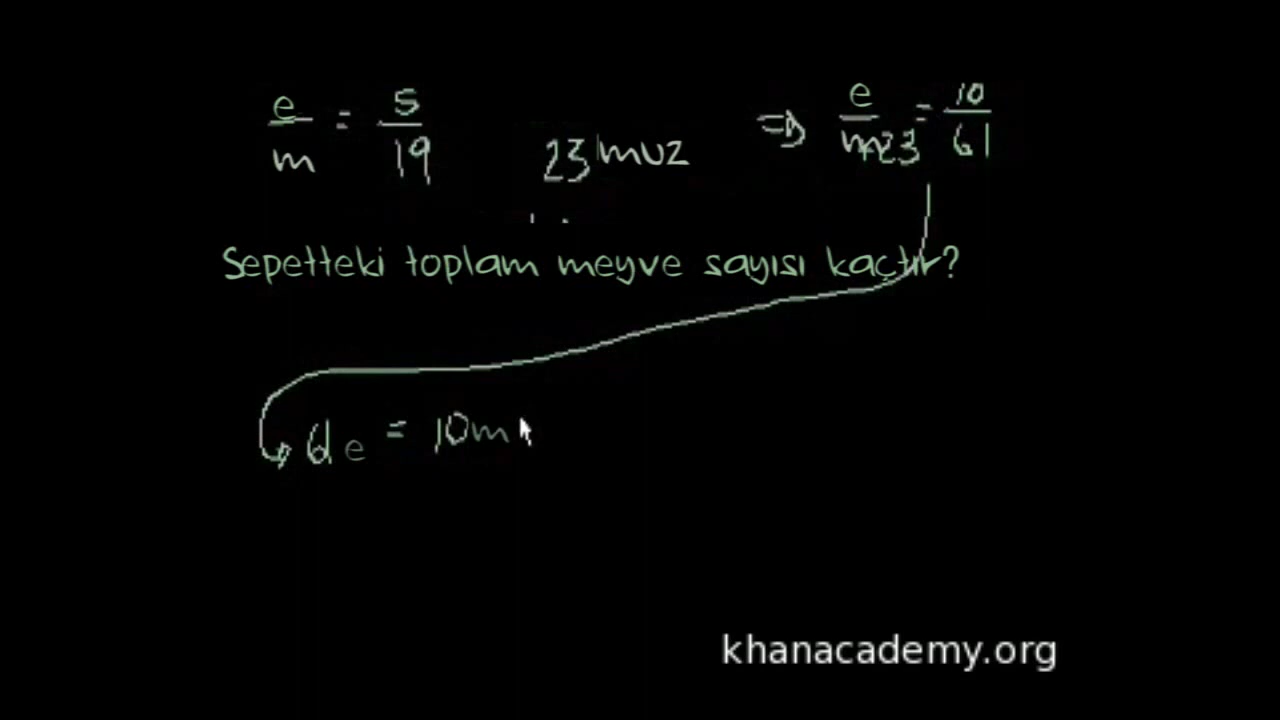 e/m = 5/19 23 muz ⇒ e/m+23 = 10/61
Sepetteki toplam meyve sayısı kaçtır?
61e = 10m
khanacademy.org